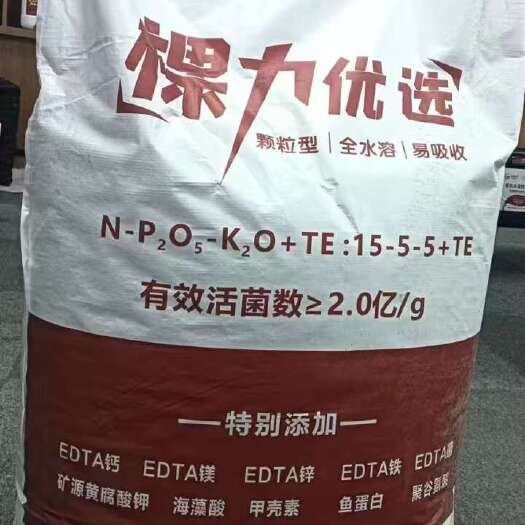 棵力优选
颗粒型|全水溶|易吸收
N-P₂O₅-K₂O+TE:15-5-5+TE
有效活菌数≥2.0亿/g
特别添加
EDTA钙 EDTA镁 EDTA锌 EDTA铁 EDTA
矿源黄腐酸钾 海藻酸 甲壳素 鱼蛋白 聚谷氨酸